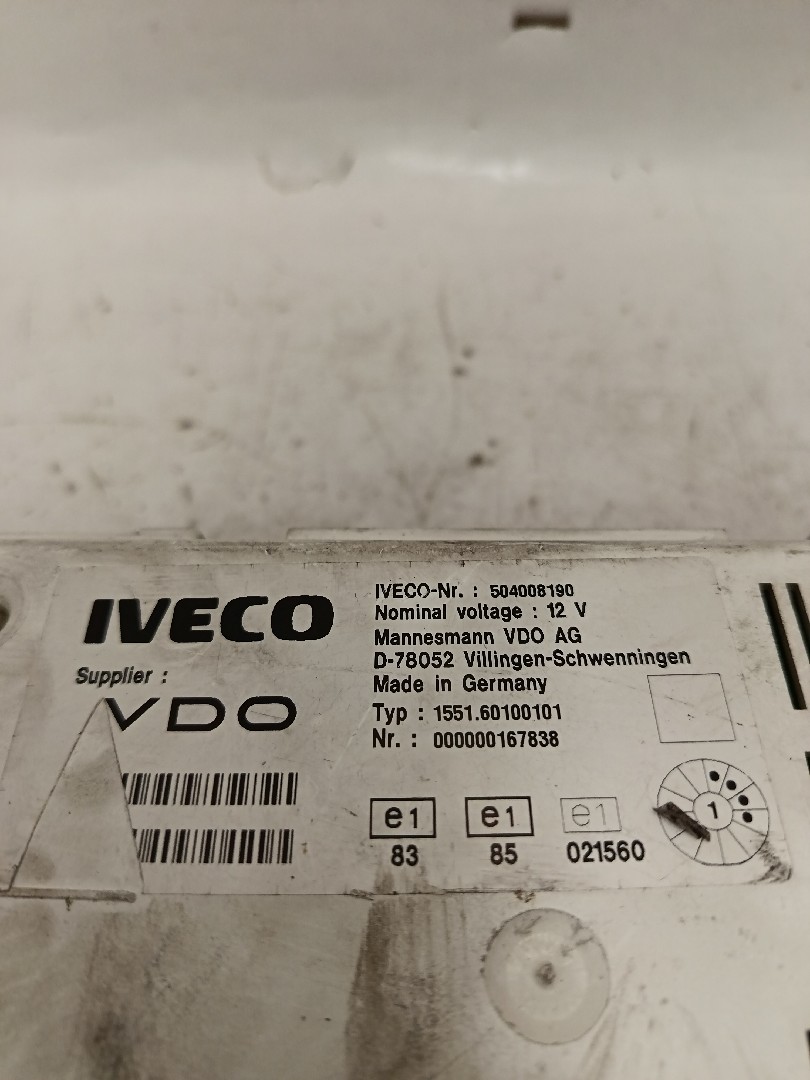 IVECO
Supplier :
VDO
IVECO-Nr. : 504008190
Nominal voltage : 12 V
Mannesmann VDO AG
D-78052 Villingen-Schwenningen
Made in Germany
Typ : 1551.60100101
Nr. : 000000167838
e1 e1 e1
83 85 021560
1